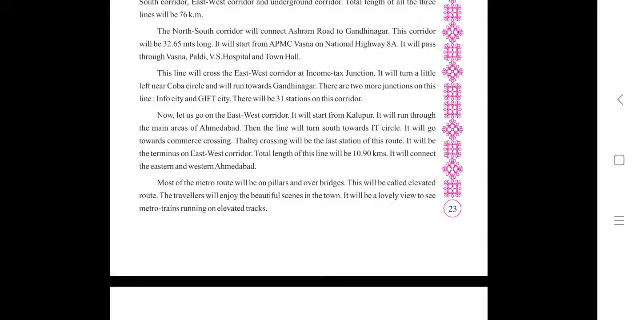 South corridor, East-West corridor and underground corridor. Total length of all the three
lines will be 76 k.m.
The North-South corridor will connect Ashram Road to Gandhinagar. This corridor
will be 32.65 mts long. It will start from APMC Vasna on National Highway 8A. It will pass
through Vasna, Paldi, V.S.Hospital and Town Hall.
This line will cross the East-West corridor at Income-tax Junction. It will turn a little
left near Coba circle and will run towards Gandhinagar. There are two more junctions on this
line : Info city and GIFT city. There will be 31 stations on this corridor.
Now, let us go on the East-West corridor. It will start from Kalupur. It will run through
the main areas of Ahmedabad. Then the line will turn south towards IT circle. It will go
towards commerce crossing. Thaltej crossing will be the last station of this route. It will be
the terminus on East-West corridor. Total length of this line will be 10.90 kms. It will connect
the eastern and western Ahmedabad.
Most of the metro route will be on pillars and over bridges. This will be called elevated
route. The travellers will enjoy the beautiful scenes in the town. It will be a lovely view to see
metro-trains running on elevated tracks.
23